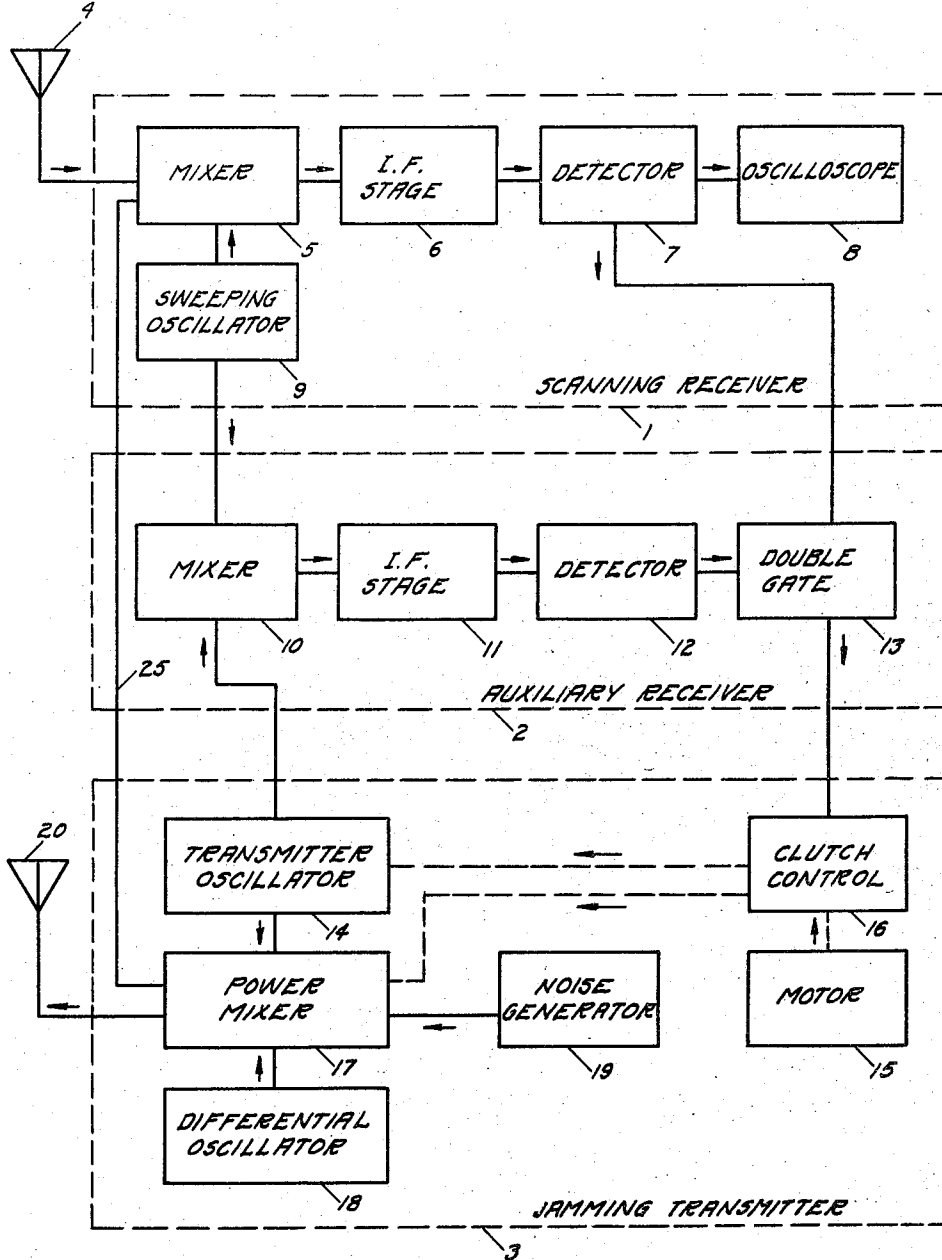 4
MIXER
5
I.F.
STAGE
6
DETECTOR
7
OSCILLOSCOPE
8
SWEEPING
OSCILLATOR
9
SCANNING RECEIVER
1
MIXER
10
I.F.
STAGE
11
DETECTOR
12
DOUBLE
GATE
13
25
AUXILIARY RECEIVER
2
20
TRANSMITTER
OSCILLATOR
14
CLUTCH
CONTROL
16
POWER
MIXER
17
NOISE
GENERATOR
19
MOTOR
15
DIFFERENTIAL
OSCILLATOR
18
JAMMING TRANSMITTER
3